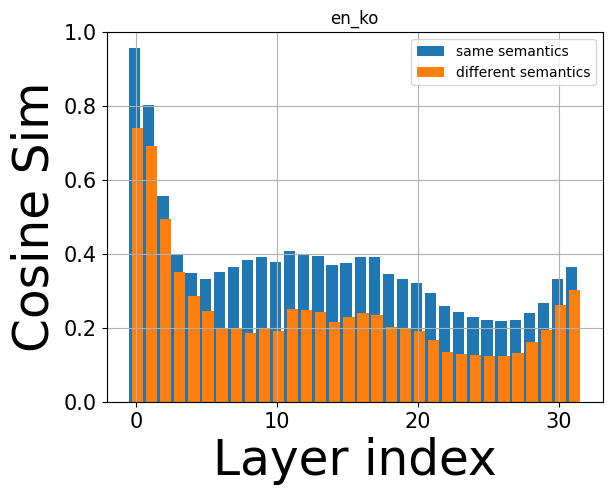 en_ko
same semantics
different semantics
Cosine Sim
1.0
0.8
0.6
0.4
0.2
0.0
0 10 20 30
Layer index